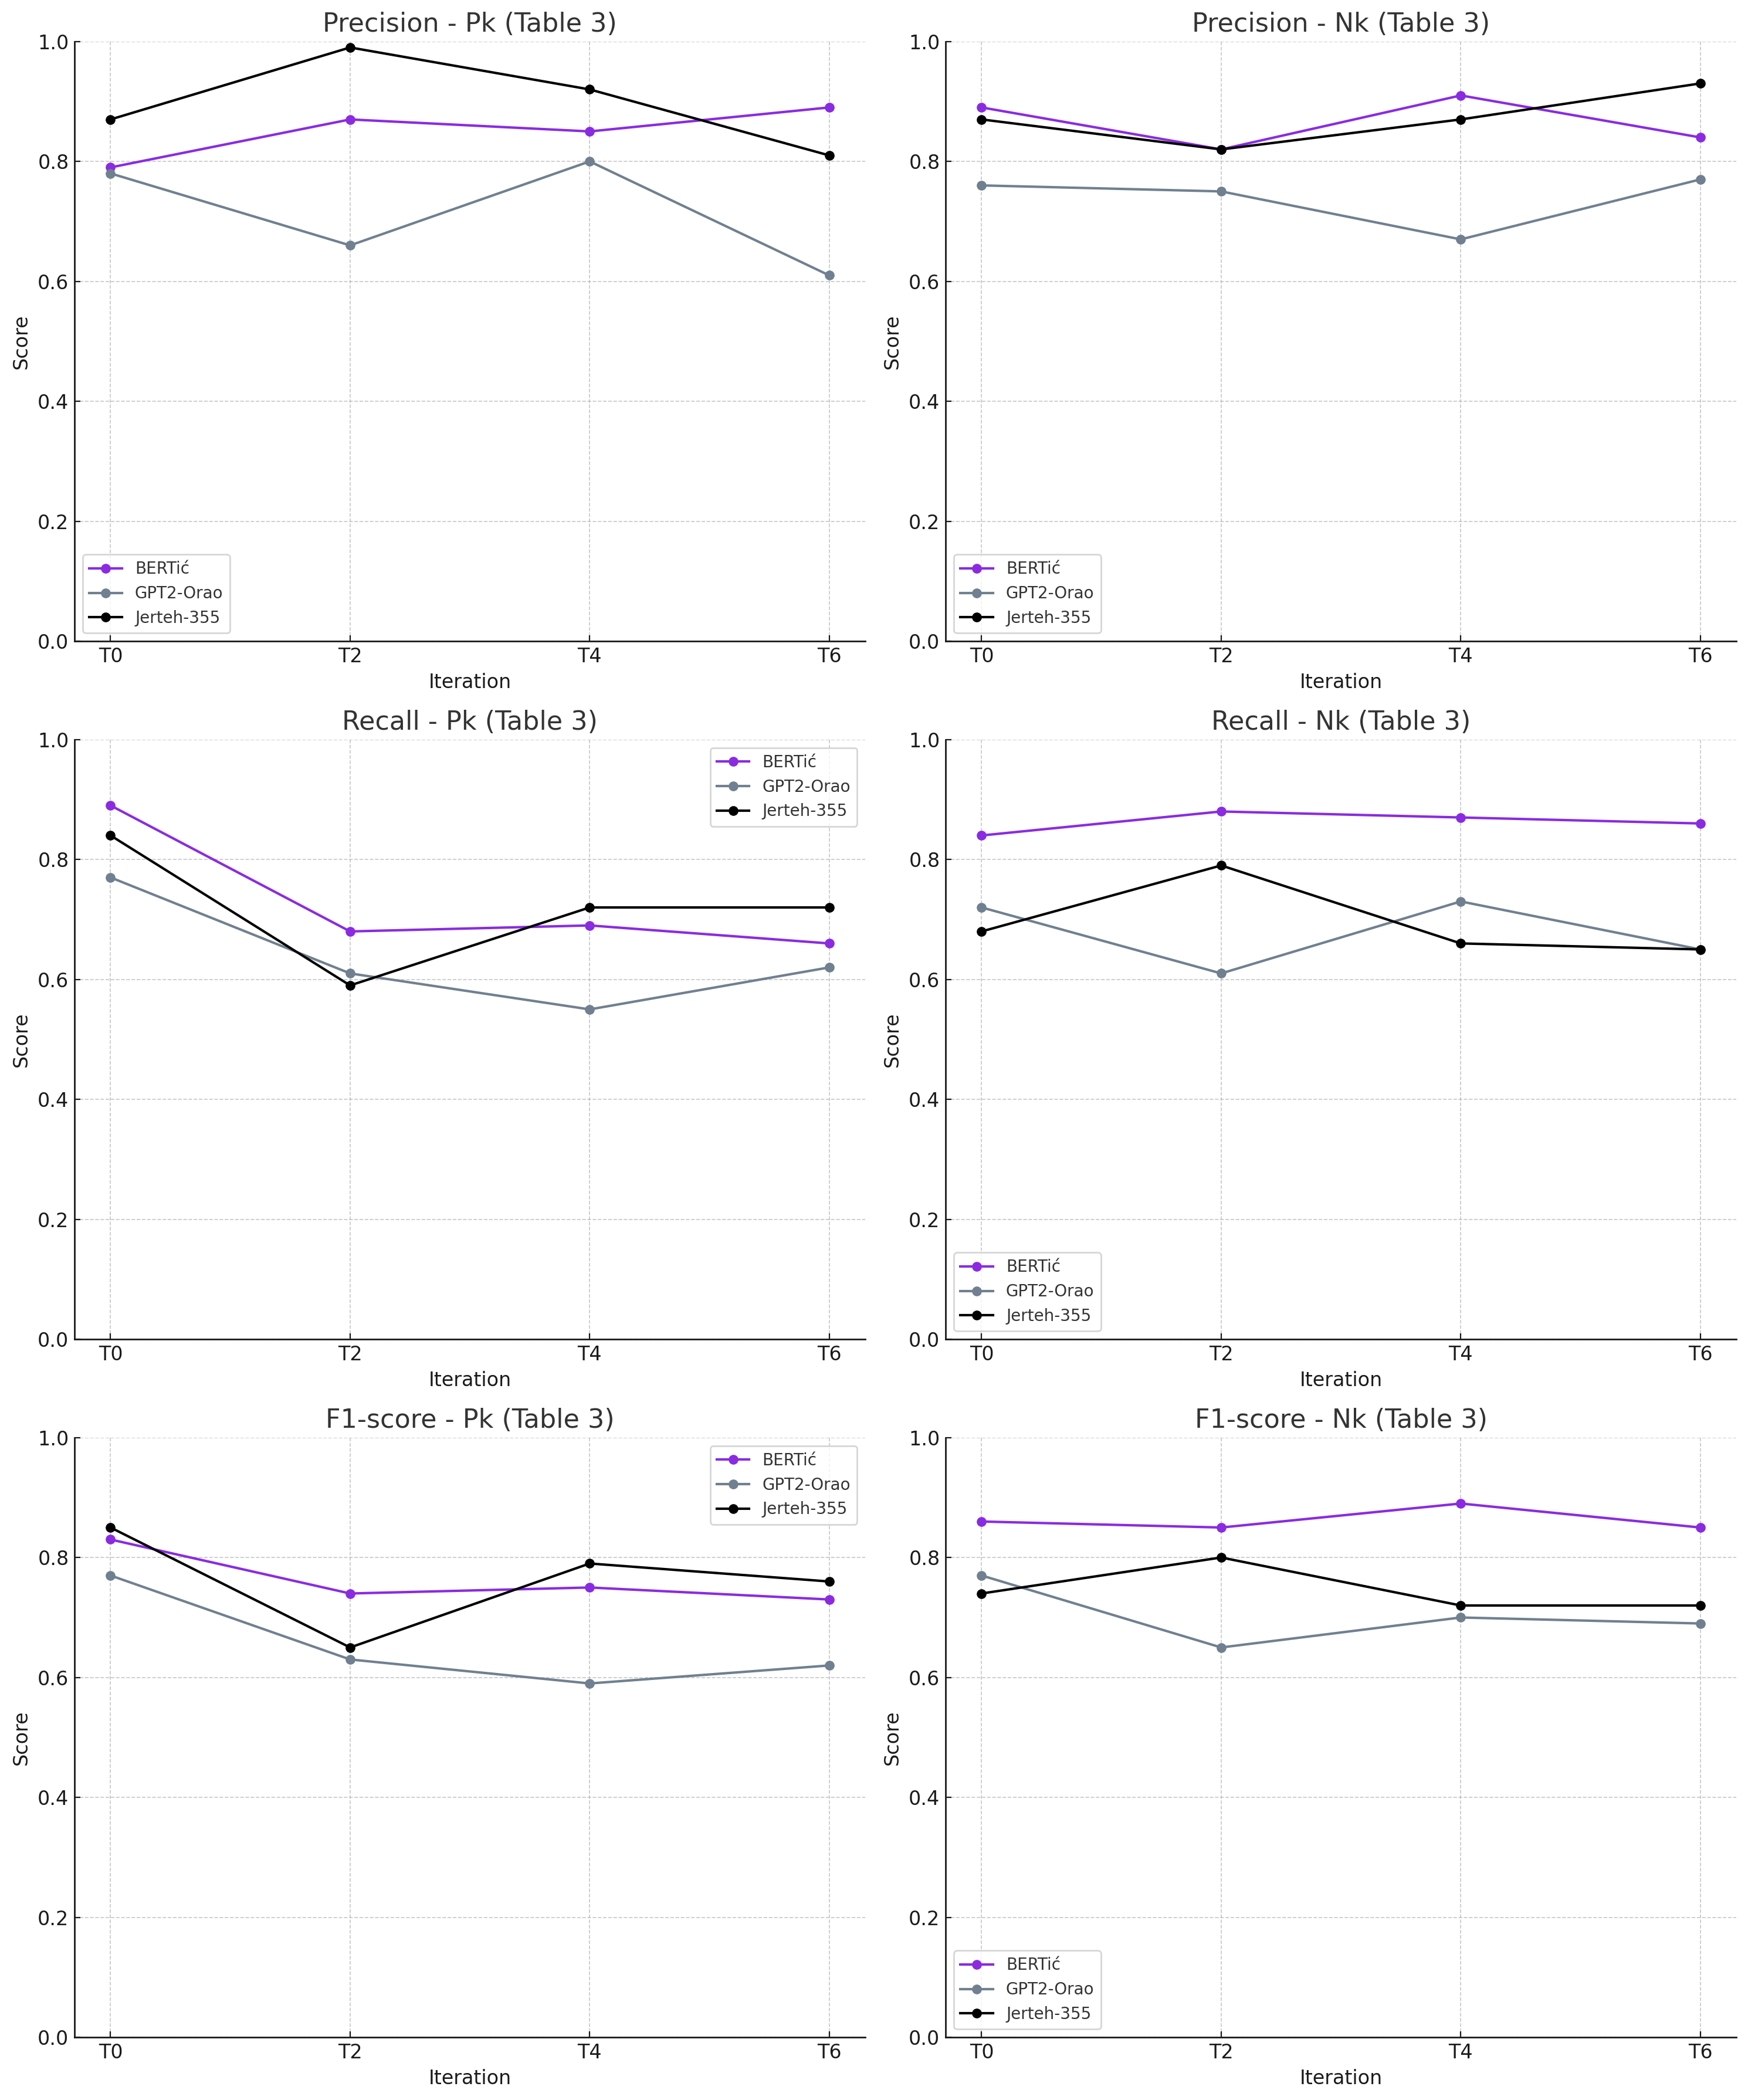 Precision - Pk (Table 3)
1.0
0.8
0.6
0.4
0.2
0.0
Score
BERTić
GPT2-Orao
Jerteh-355
T0 T2 T4 T6
Iteration
Precision - Nk (Table 3)
1.0
0.8
0.6
0.4
0.2
0.0
Score
BERTić
GPT2-Orao
Jerteh-355
T0 T2 T4 T6
Iteration
Recall - Pk (Table 3)
1.0
0.8
0.6
0.4
0.2
0.0
Score
BERTić
GPT2-Orao
Jerteh-355
T0 T2 T4 T6
Iteration
Recall - Nk (Table 3)
1.0
0.8
0.6
0.4
0.2
0.0
Score
BERTić
GPT2-Orao
Jerteh-355
T0 T2 T4 T6
Iteration
F1-score - Pk (Table 3)
1.0
0.8
0.6
0.4
0.2
0.0
Score
BERTić
GPT2-Orao
Jerteh-355
T0 T2 T4 T6
Iteration
F1-score - Nk (Table 3)
1.0
0.8
0.6
0.4
0.2
0.0
Score
BERTić
GPT2-Orao
Jerteh-355
T0 T2 T4 T6
Iteration